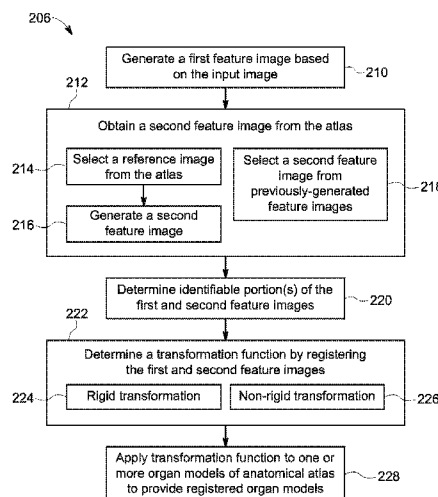 206
Generate a first feature image based
on the input image
210
212
Obtain a second feature image from the atlas
214
Select a reference image
from the atlas
216
Generate a second
feature image
Select a second feature
image from
previously-generated
feature images
218
Determine identifiable portion(s) of the
first and second feature images
220
222
Determine a transformation function by registering
the first and second feature images
224
Rigid transformation
Non-rigid transformation
226
Apply transformation function to one or
more organ models of anatomical atlas
to provide registered organ models
228